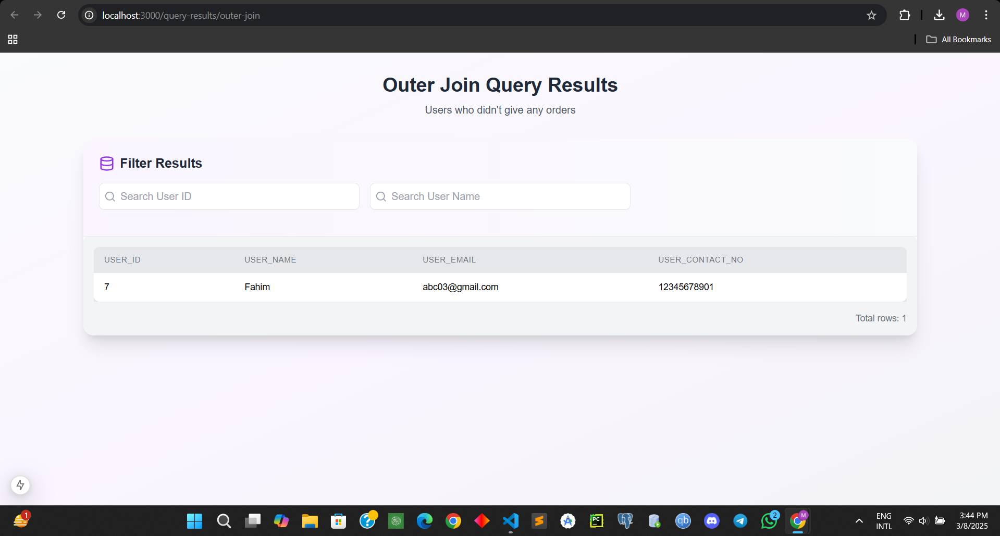 localhost:3000/query-results/outer-join
M
All Bookmarks
Outer Join Query Results
Users who didn't give any orders
Filter Results
Search User ID
Search User Name
USER_ID USER_NAME USER_EMAIL USER_CONTACT_NO
7 Fahim abc03@gmail.com 12345678901
Total rows: 1
1
?
PC
qb
2
M
ENG
INTL
3:44 PM
3/8/2025